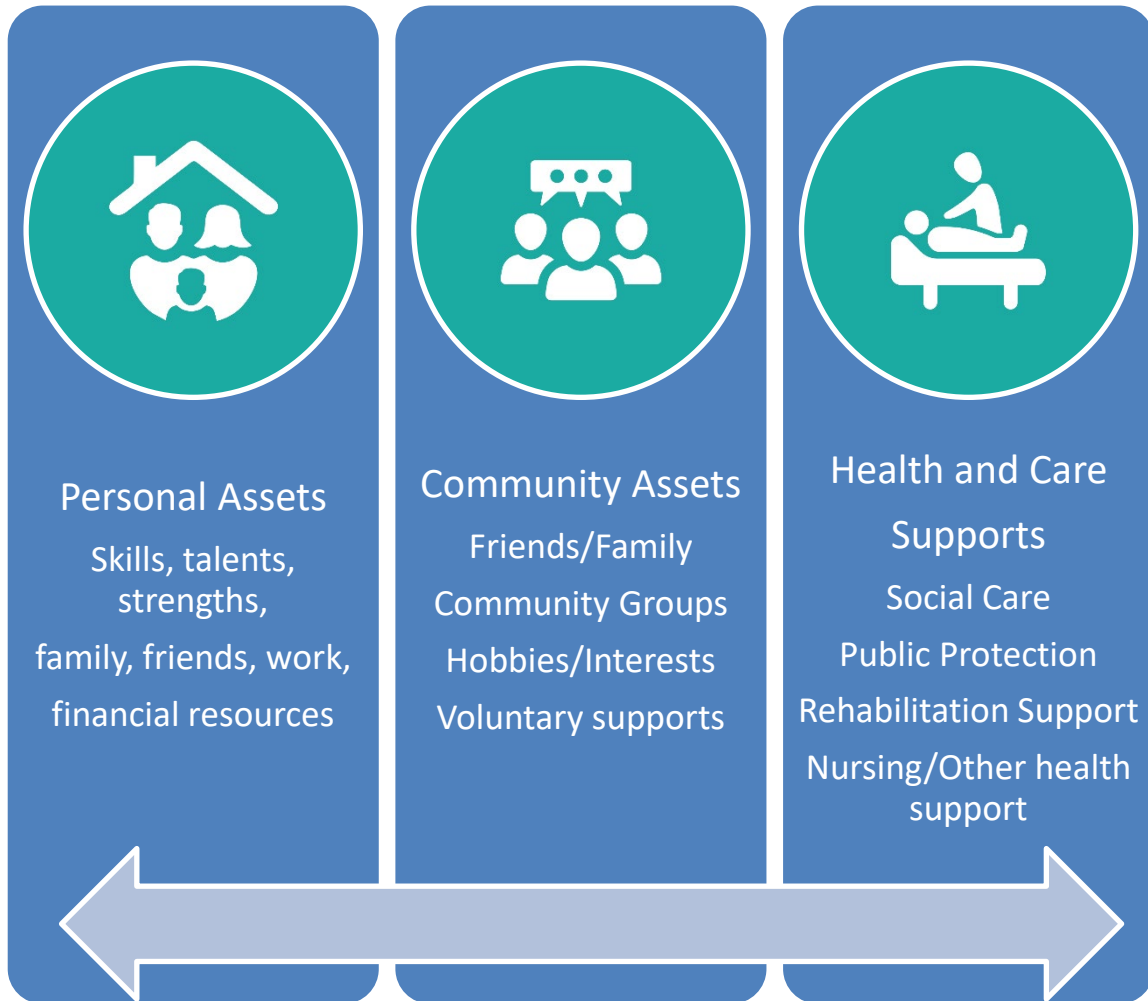 Personal Assets
Skills, talents,
strengths,
family, friends, work,
financial resources
Community Assets
Friends/Family
Community Groups
Hobbies/Interests
Voluntary supports
Health and Care
Supports
Social Care
Public Protection
Rehabilitation Support
Nursing/Other health
support